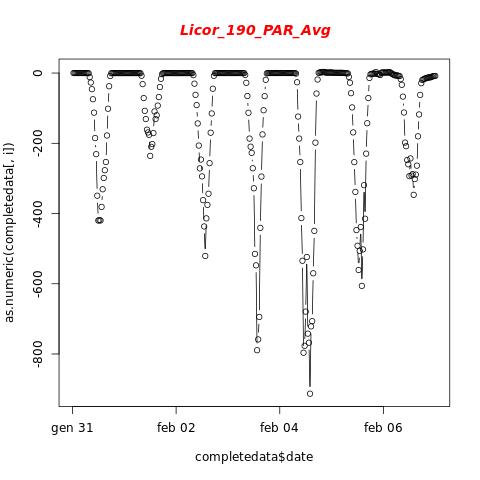 Licor_190_PAR_Avg
as.numeric(completedata[, i])
0
-200
-400
-600
-800
gen 31
feb 02
feb 04
feb 06
completedata$date